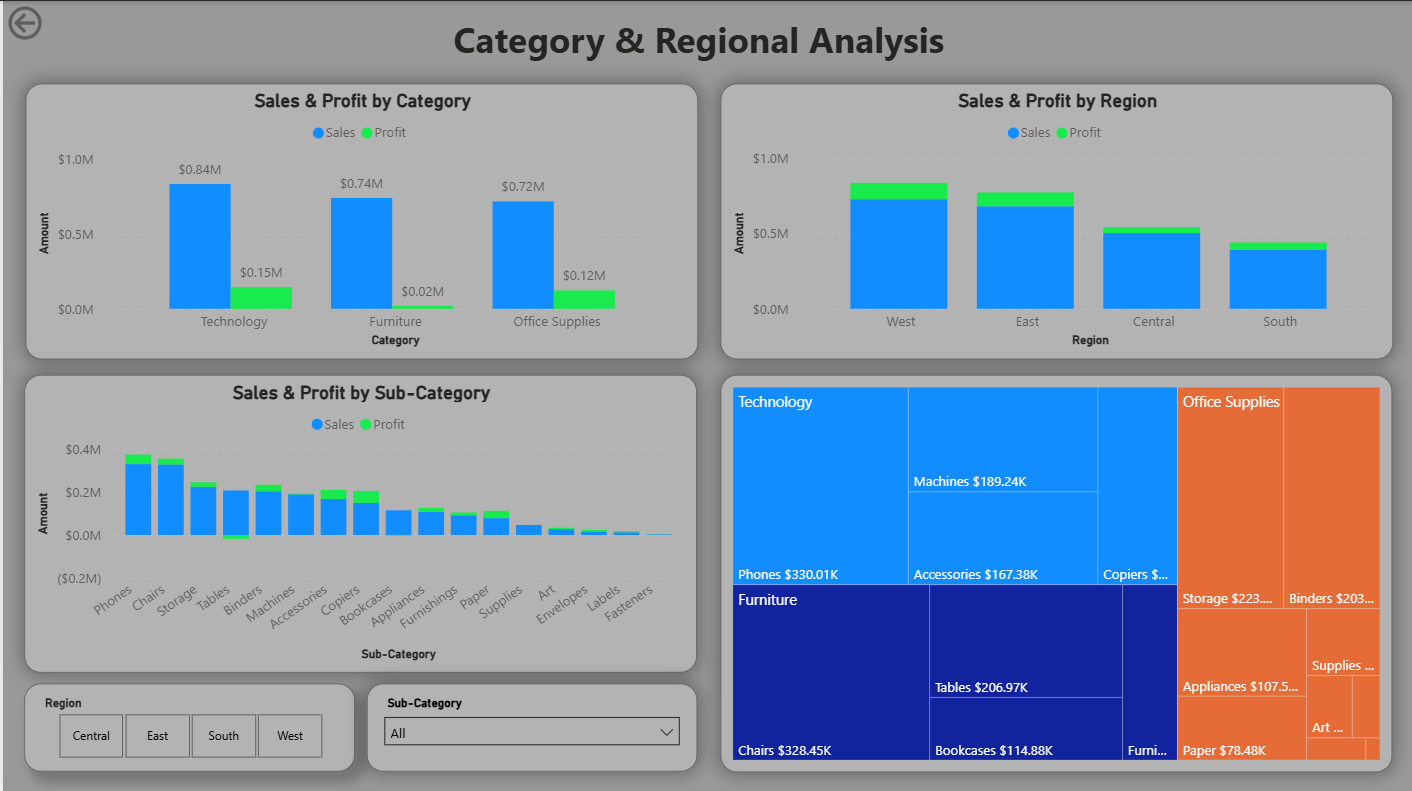 Category & Regional Analysis
Sales & Profit by Category
Sales Profit
Amount
$1.0M
$0.5M
$0.0M
$0.84M
$0.15M
$0.74M
$0.02M
$0.72M
$0.12M
Technology Furniture Office Supplies
Category
Sales & Profit by Region
Sales Profit
Amount
$1.0M
$0.5M
$0.0M
West East Central South
Region
Sales & Profit by Sub-Category
Sales Profit
Amount
$0.4M
$0.2M
$0.0M
($0.2M)
Phones Chairs Storage Tables Binders Machines Accessories Copiers Bookcases Appliances Furnishings Paper Supplies Art Envelopes Labels Fasteners
Sub-Category
Technology
Phones $330.01K
Machines $189.24K
Accessories $167.38K
Copiers $...
Furniture
Chairs $328.45K
Tables $206.97K
Bookcases $114.88K
Furni...
Office Supplies
Storage $223....
Binders $203...
Appliances $107.5...
Paper $78.48K
Supplies ...
Art ...
Region
Central East South West
Sub-Category
All